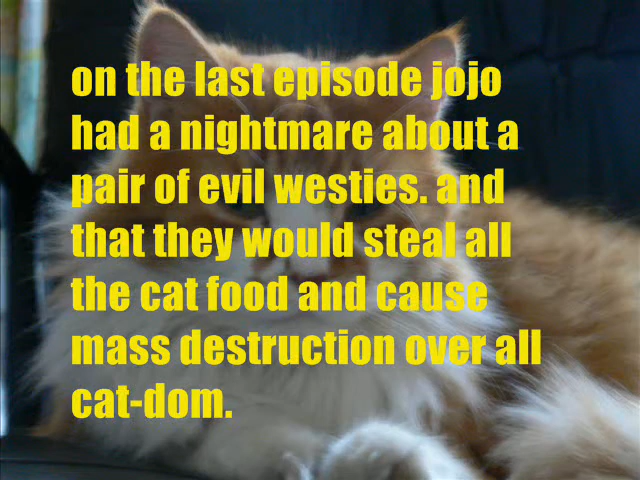 on the last episode jojo
had a nightmare about a
pair of evil westies. and
that they would steal all
the cat food and cause
mass destruction over all
cat-dom.